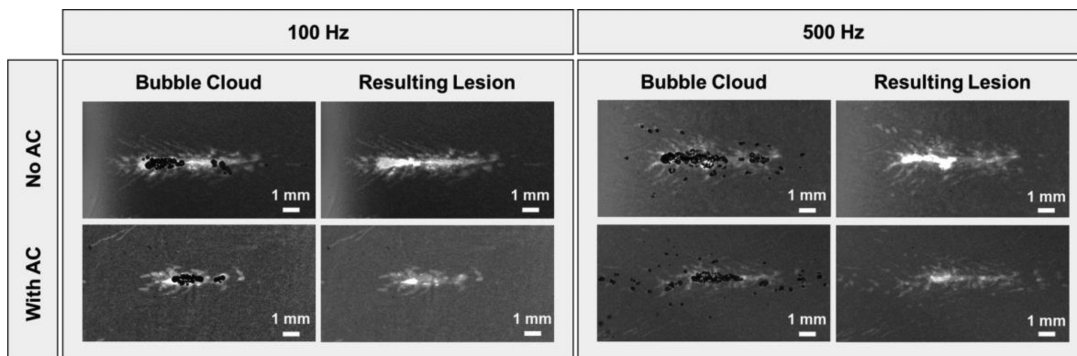 100 Hz
500 Hz
Bubble Cloud
Resulting Lesion
Bubble Cloud
Resulting Lesion
No AC
1 mm
1 mm
1 mm
1 mm
With AC
1 mm
1 mm
1 mm
1 mm